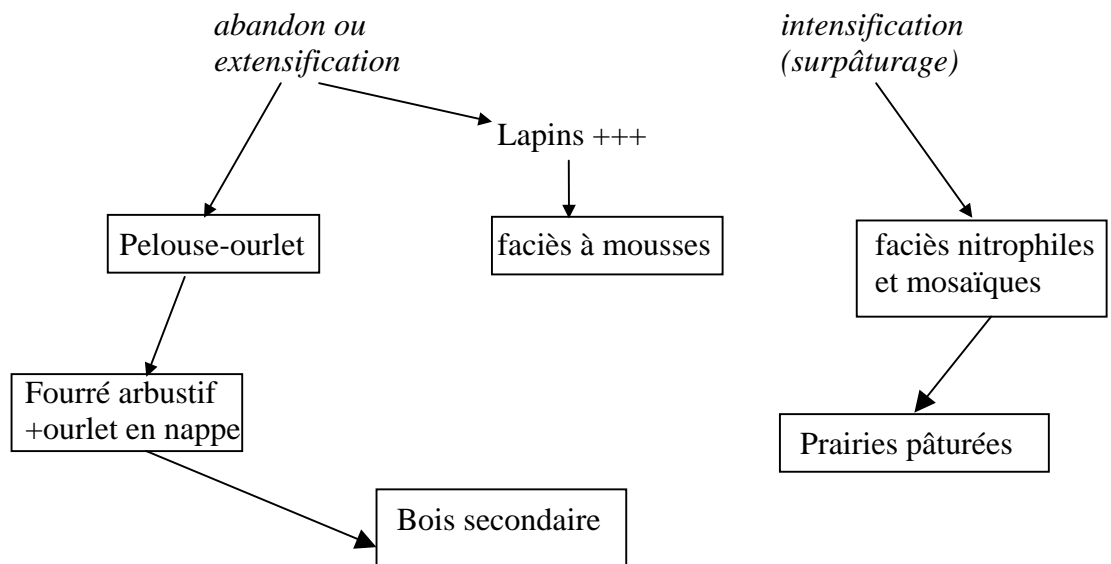 abandon ou
extensification
intensification
(surpâturage)
Lapins +++
Pelouse-ourlet
faciès à mousses
faciès nitrophiles
et mosaïques
Fourré arbustif
+ourlet en nappe
Prairies pâturées
Bois secondaire